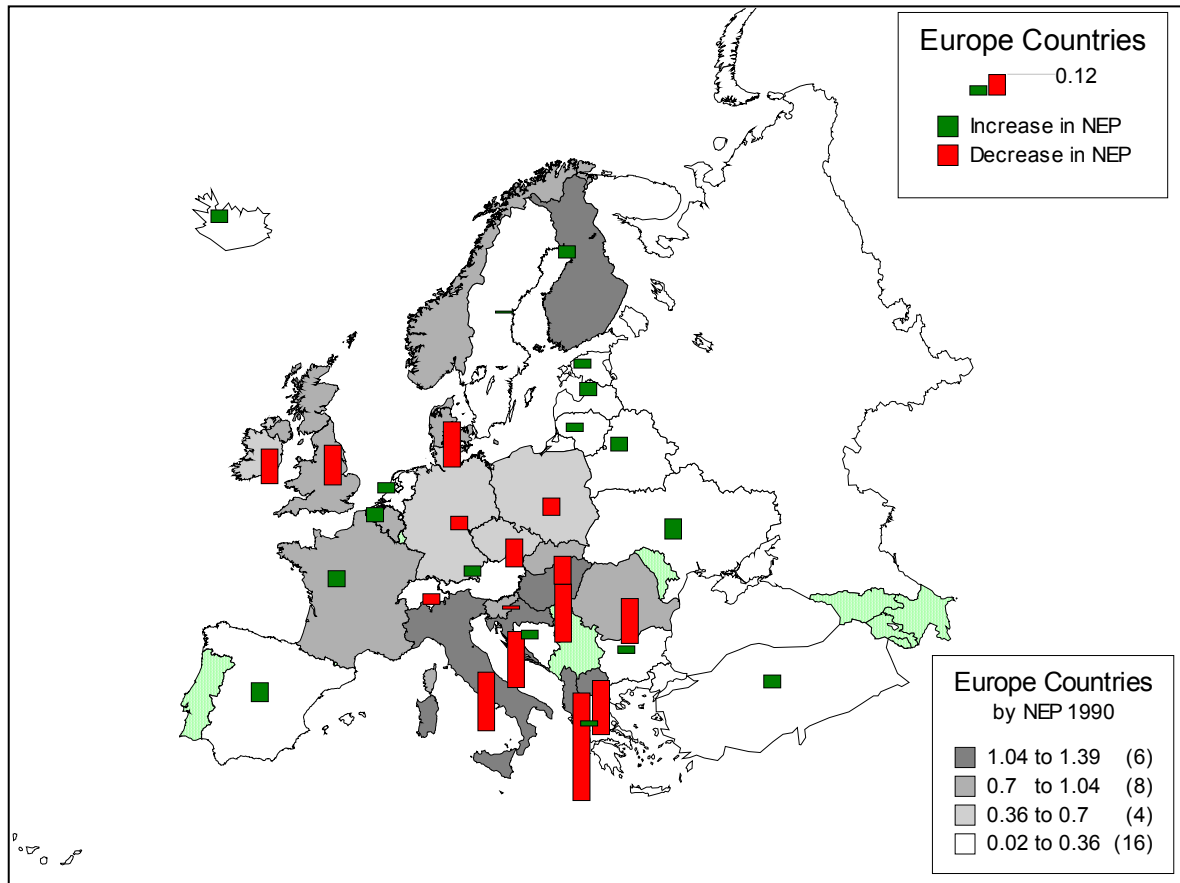 Europe Countries
0.12
Increase in NEP
Decrease in NEP
Europe Countries
by NEP 1990
1.04 to 1.39 (6)
0.7 to 1.04 (8)
0.36 to 0.7 (4)
0.02 to 0.36 (16)